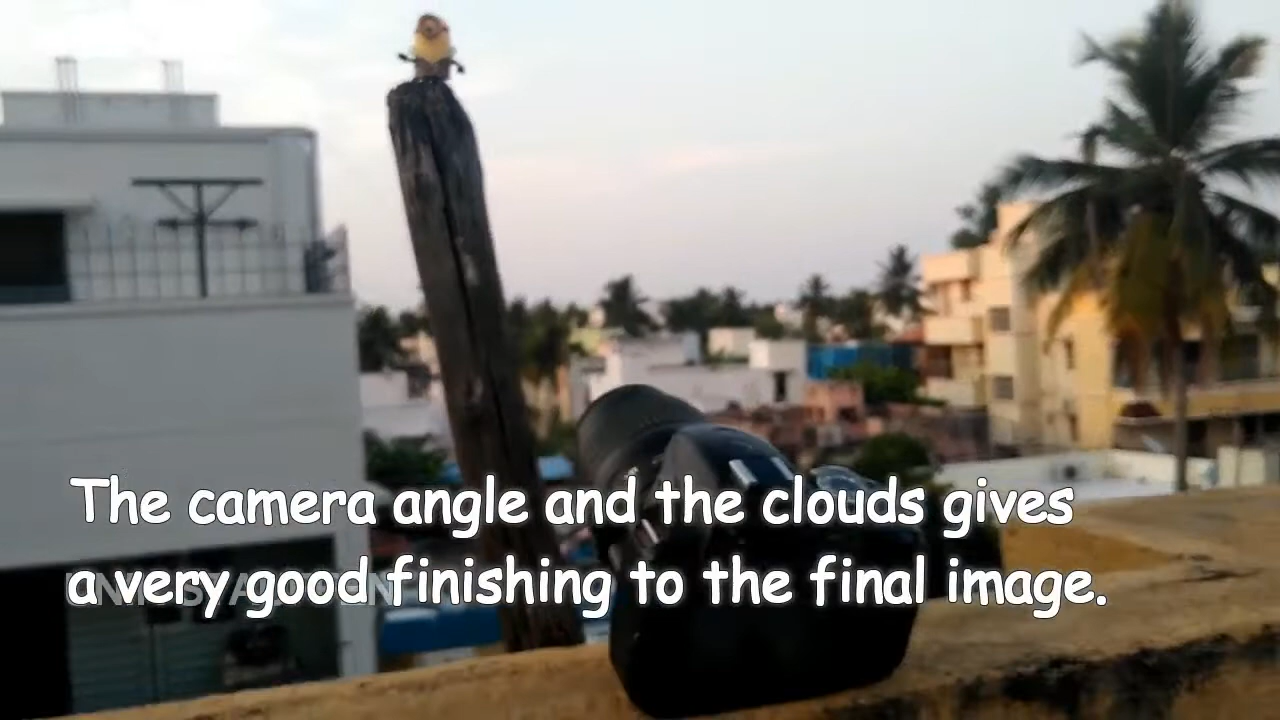 The camera angle and the clouds gives
a very good finishing to the final image.